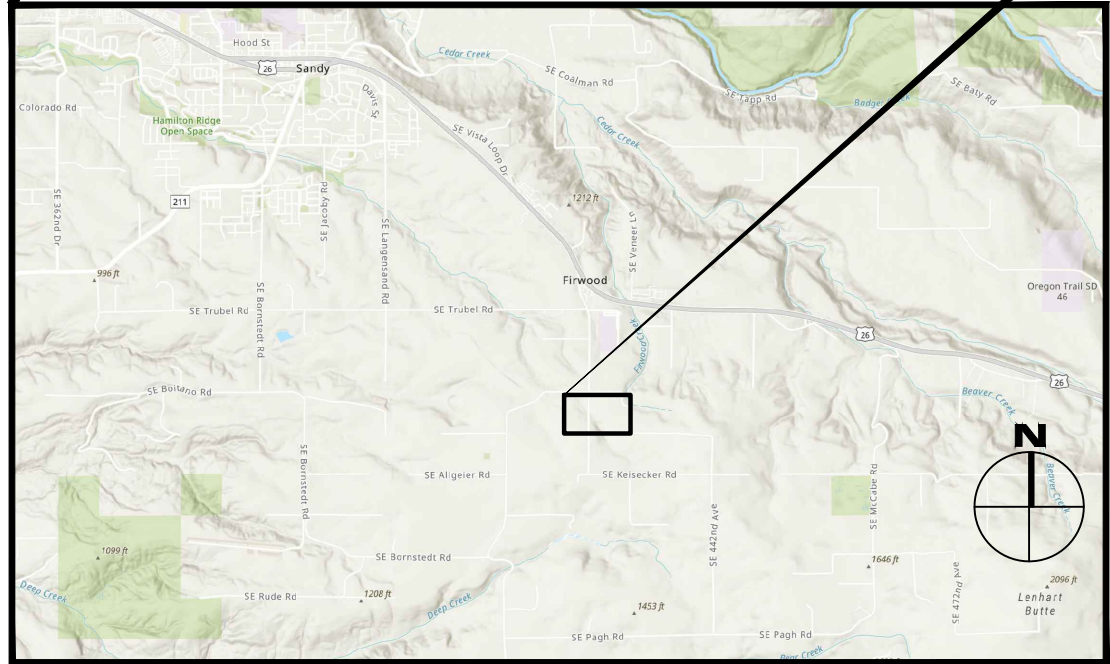 Hood St
Cedar Creek
26
Sandy
SE Coalman Rd
SE Baty Rd
Davis St
SE Tapp Rd
Colorado Rd
Hamilton Ridge
Open Space
SE Vista Loop Dr
Cedar Creek
SE 362nd Dr
211
SE Jacoby Rd
1212 ft
SE Langensand Rd
SE Veneer Ln
996 ft
Firwood
Oregon Trail SD
46
SE Bornstedt Rd
SE Trubel Rd
SE Trubel Rd
26
Firwood Creek
26
SE Boitano Rd
Beaver Creek
N
SE Bornstedt Rd
SE Allgeier Rd
SE Keisecker Rd
SE McCabe Rd
Beaver Creek
SE 442nd Ave
1099 ft
SE Bornstedt Rd
1646 ft
SE 472nd Ave
2096 ft
Deep Creek
SE Rude Rd
1208 ft
Deep Creek
1453 ft
Lenhart
Butte
SE Pagh Rd
SE Pagh Rd
Bear Creek